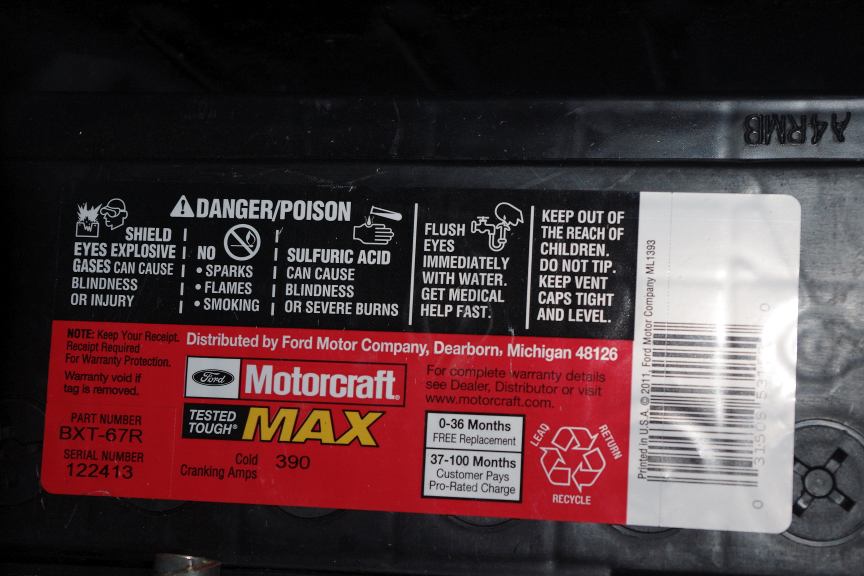 A4RMB
DANGER/POISON
SHIELD
EYES EXPLOSIVE
GASES CAN CAUSE
BLINDNESS
OR INJURY
NO
• SPARKS
• FLAMES
• SMOKING
SULFURIC ACID
CAN CAUSE
BLINDNESS
OR SEVERE BURNS
FLUSH
EYES
IMMEDIATELY
WITH WATER.
GET MEDICAL
HELP FAST.
KEEP OUT OF
THE REACH OF
CHILDREN.
DO NOT TIP.
KEEP VENT
CAPS TIGHT
AND LEVEL.
NOTE: Keep Your Receipt.
Receipt Required
For Warranty Protection.
Warranty void if
tag is removed.
PART NUMBER
BXT-67R
SERIAL NUMBER
122413
Distributed by Ford Motor Company, Dearborn, Michigan 48126
Ford
Motorcraft®
TESTED
TOUGH®
MAX
Cold
Cranking Amps
390
For complete warranty details
see Dealer, Distributor or visit
www.motorcraft.com.
0-36 Months
FREE Replacement
37-100 Months
Customer Pays
Pro-Rated Charge
LEAD
RETURN
RECYCLE
Printed in U.S.A. © 2011, Ford Motor Company ML1393